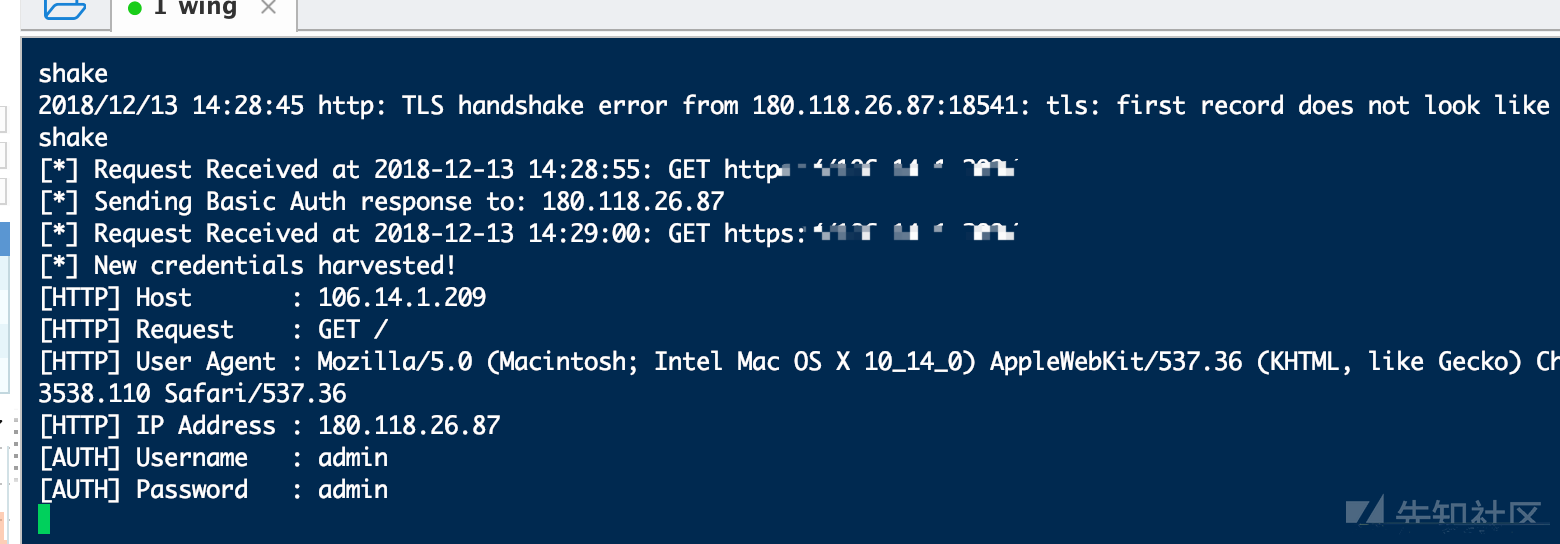 1 wing
shake
2018/12/13 14:28:45 http: TLS handshake error from 180.118.26.87:18541: tls: first record does not look like
shake
[*] Request Received at 2018-12-13 14:28:55: GET http
[*] Sending Basic Auth response to: 180.118.26.87
[*] Request Received at 2018-12-13 14:29:00: GET https:
[*] New credentials harvested!
[HTTP] Host       : 106.14.1.209
[HTTP] Request    : GET /
[HTTP] User Agent : Mozilla/5.0 (Macintosh; Intel Mac OS X 10_14_0) AppleWebKit/537.36 (KHTML, like Gecko) Ch
3538.110 Safari/537.36
[HTTP] IP Address : 180.118.26.87
[AUTH] Username   : admin
[AUTH] Password   : admin
先知社区